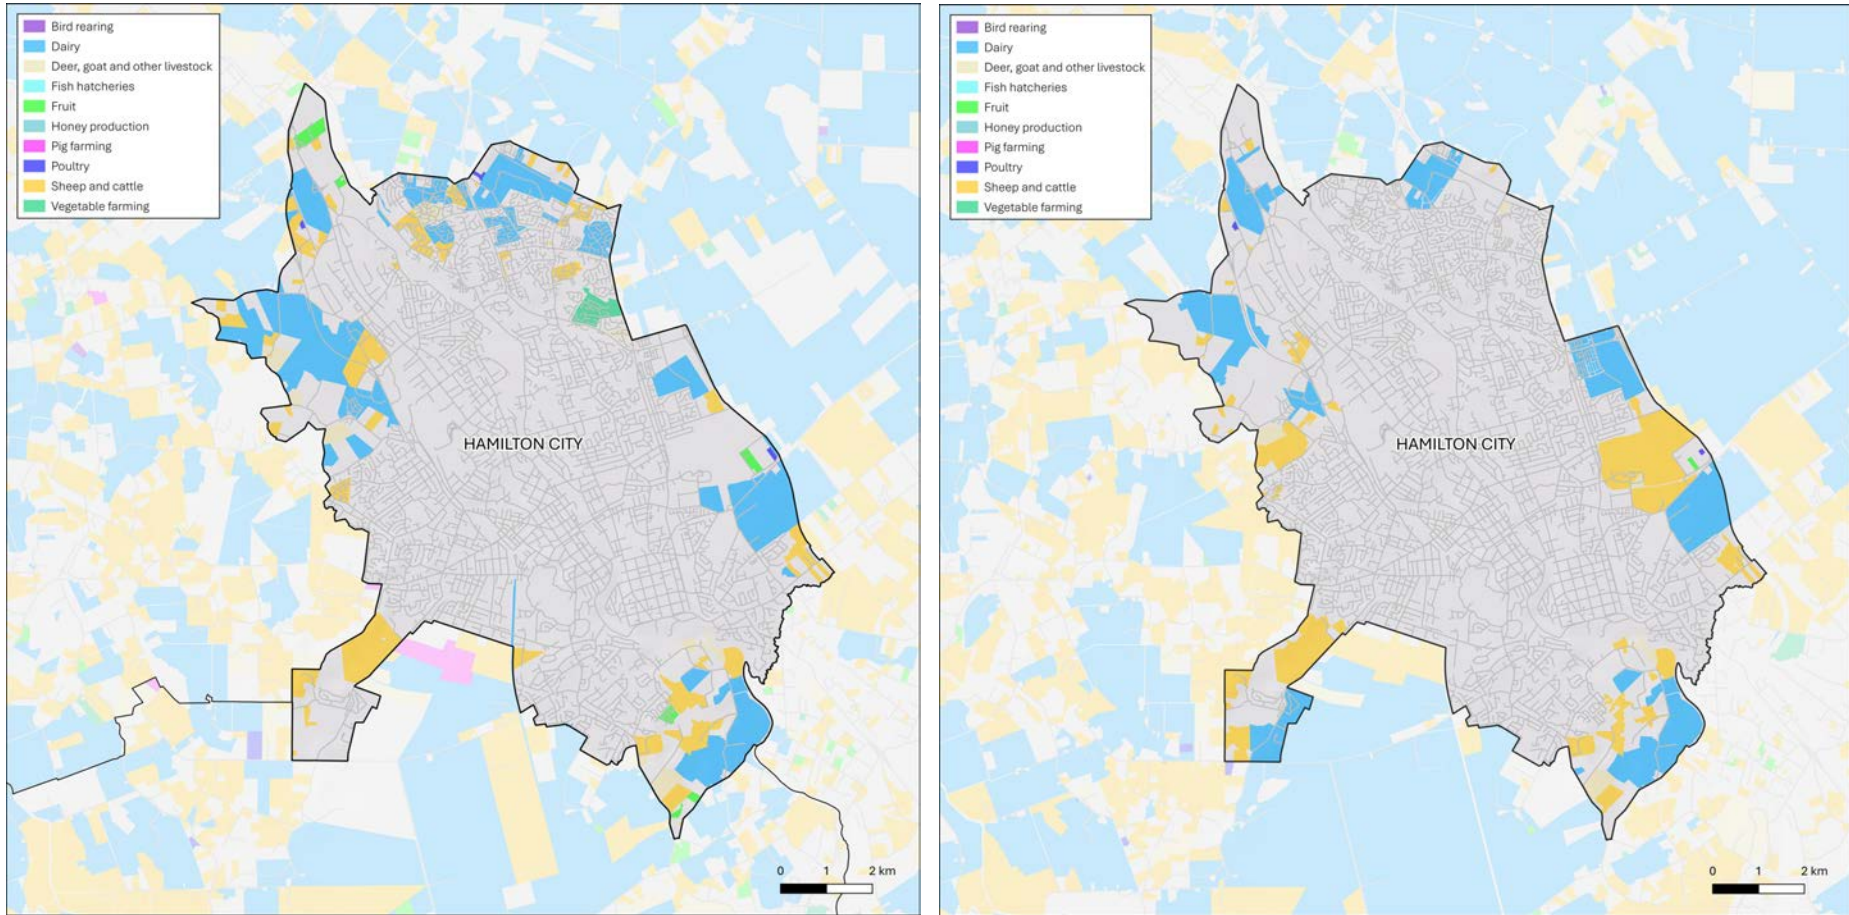 Bird rearing
Dairy
Deer, goat and other livestock
Fish hatcheries
Fruit
Honey production
Pig farming
Poultry
Sheep and cattle
Vegetable farming
HAMILTON CITY
0 1 2 km
Bird rearing
Dairy
Deer, goat and other livestock
Fish hatcheries
Fruit
Honey production
Pig farming
Poultry
Sheep and cattle
Vegetable farming
HAMILTON CITY
0 1 2 km